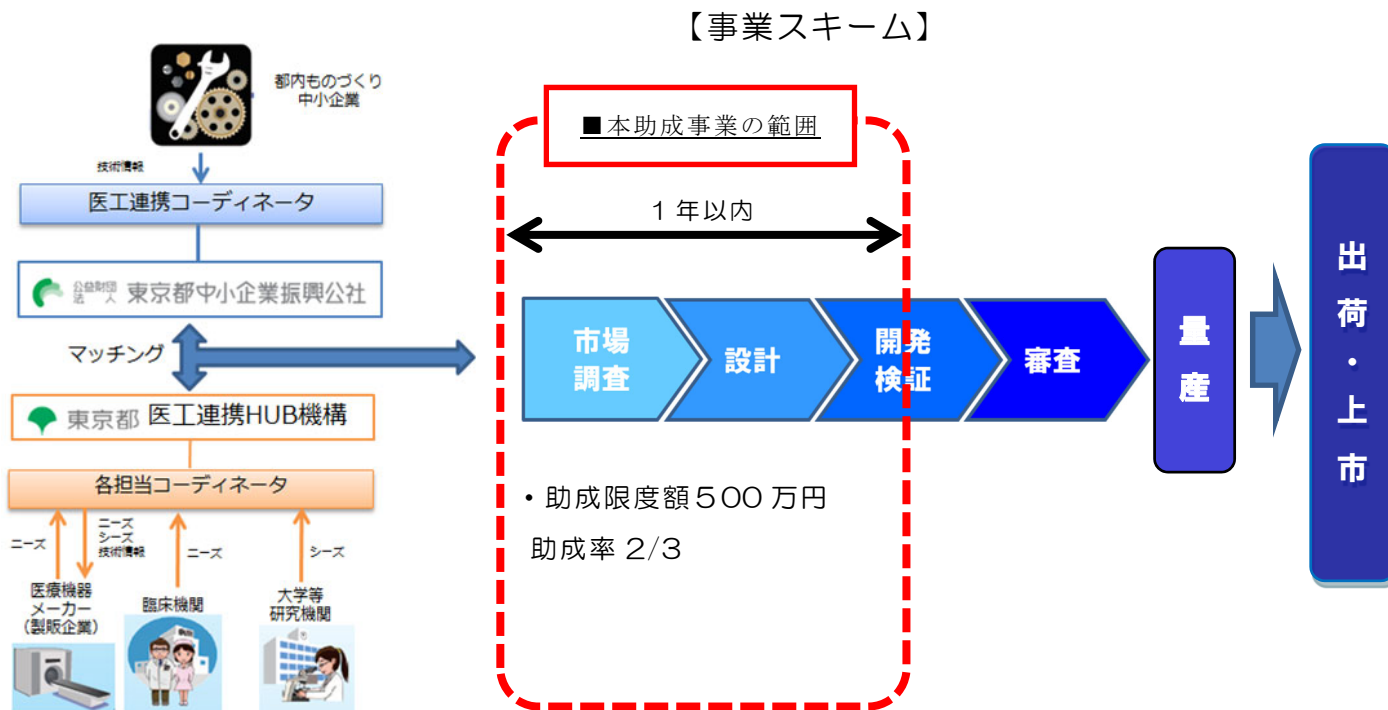 【事業スキーム】
都内ものづくり
中小企業
技術情報
医工連携コーディネータ
公益財団
法 人
東京都中小企業振興公社
マッチング
東京都 医工連携HUB機構
各担当コーディネータ
ニーズ
ニーズ
シーズ
技術情報
ニーズ
シーズ
医療機器
メーカー
（製販企業）
臨床機関
大学等
研究機関
■本助成事業の範囲
１年以内
市場
調査
設計
開発
検証
審査
・助成限度額５００万円
助成率 2/3
量産
出荷・上市